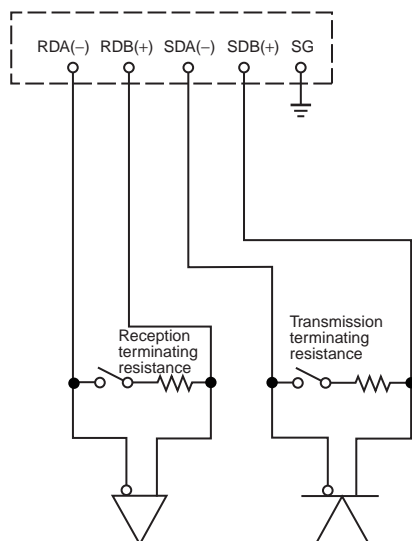 RDA(−) RDB(+) SDA(−) SDB(+) SG
Reception
terminating
resistance
Transmission
terminating
resistance